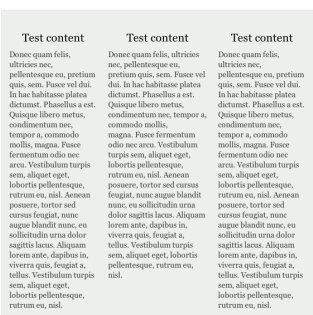 Test content
Donec quam felis,
ultricies nec,
pellentesque eu, pretium
quis, sem. Fusce vel dui.
In hac habitasse platea
dictumst. Phasellus a est.
Quisque libero metus,
condimentum nec,
tempor a, commodo
mollis, magna. Fusce
fermentum odio nec
arcu. Vestibulum turpis
sem, aliquet eget,
lobortis pellentesque,
rutrum eu, nisl. Aenean
posuere, tortor sed
cursus feugiat, nunc
augue blandit nunc, eu
sollicitudin urna dolor
sagittis lacus. Aliquam
lorem ante, dapibus in,
viverra quis, feugiat a,
tellus. Vestibulum turpis
sem, aliquet eget,
lobortis pellentesque,
rutrum eu, nisl.
Test content
Donec quam felis, ultricies
nec, pellentesque eu,
pretium quis, sem. Fusce vel
dui. In hac habitasse platea
dictumst. Phasellus a est.
Quisque libero metus,
condimentum nec, tempor a,
commodo mollis,
magna. Fusce fermentum
odio nec arcu. Vestibulum
turpis sem, aliquet eget,
lobortis pellentesque,
rutrum eu, nisl. Aenean
posuere, tortor sed cursus
feugiat, nunc augue blandit
nunc, eu sollicitudin urna
dolor sagittis lacus. Aliquam
lorem ante, dapibus in,
viverra quis, feugiat a,
tellus. Vestibulum turpis
sem, aliquet eget, lobortis
pellentesque, rutrum eu,
nisl.
Test content
Donec quam felis,
ultricies nec,
pellentesque eu, pretium
quis, sem. Fusce vel dui.
In hac habitasse platea
dictumst. Phasellus a est.
Quisque libero metus,
condimentum nec,
tempor a, commodo
mollis, magna. Fusce
fermentum odio nec
arcu. Vestibulum turpis
sem, aliquet eget,
lobortis pellentesque,
rutrum eu, nisl. Aenean
posuere, tortor sed
cursus feugiat, nunc
augue blandit nunc, eu
sollicitudin urna dolor
sagittis lacus. Aliquam
lorem ante, dapibus in,
viverra quis, feugiat a,
tellus. Vestibulum turpis
sem, aliquet eget,
lobortis pellentesque,
rutrum eu, nisl.